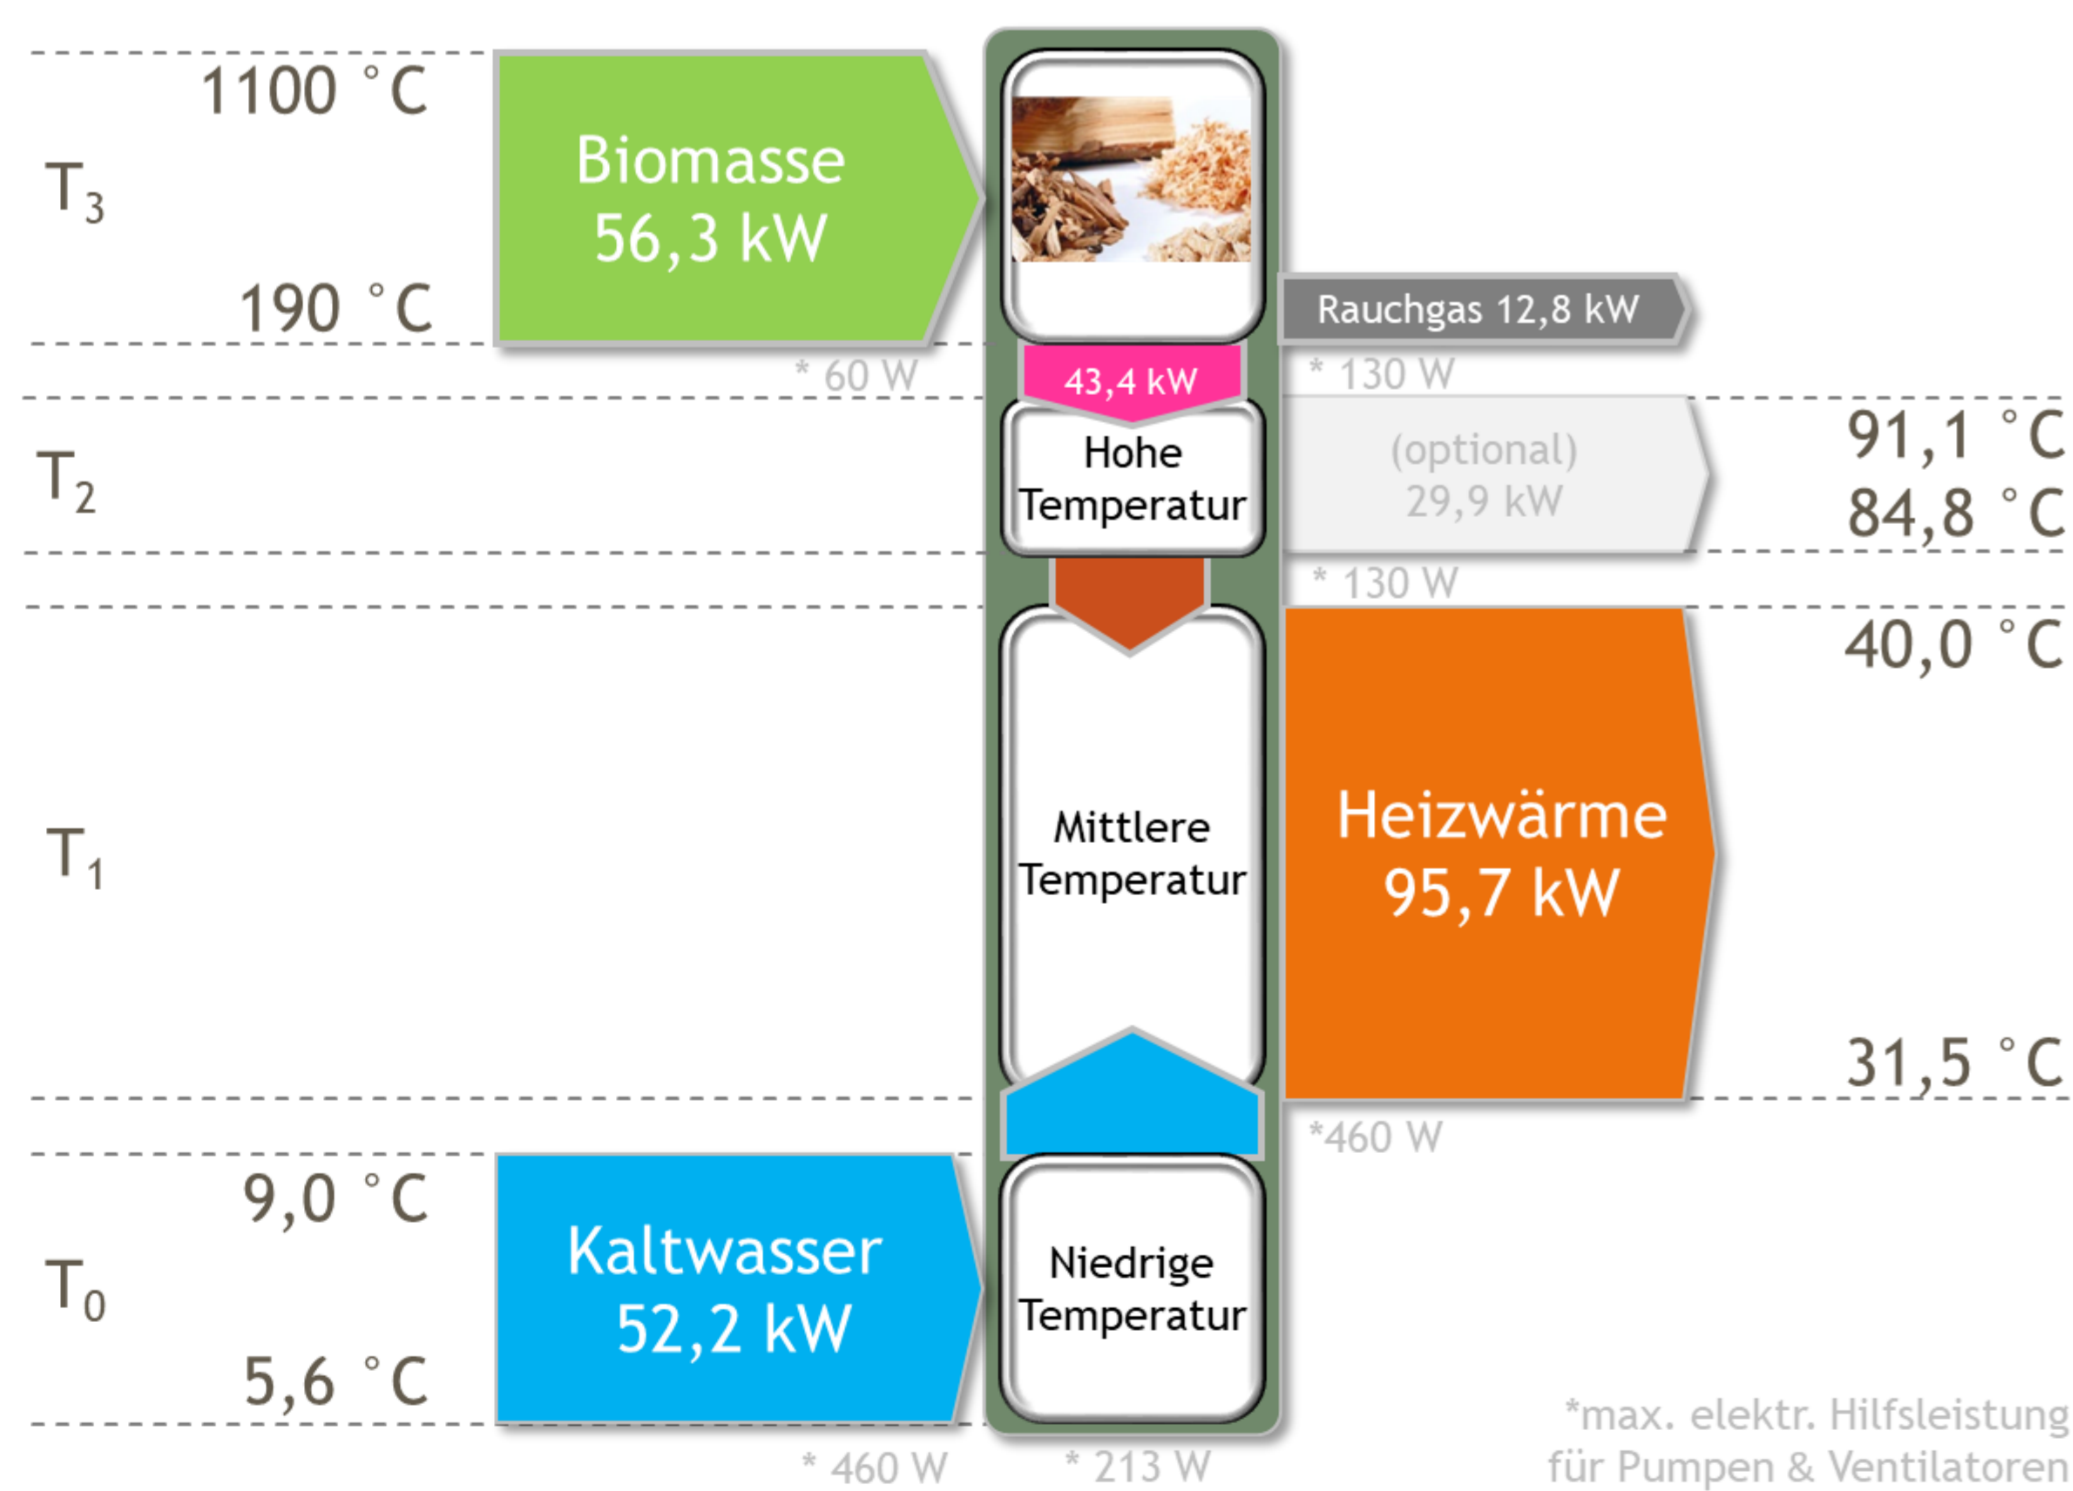 1100 °C
T3
190 °C
Biomasse
56,3 kW
* 60 W
Rauchgas 12,8 kW
* 130 W
43,4 kW
T2
Hohe
Temperatur
(optional)
29,9 kW
91,1 °C
84,8 °C
* 130 W
T1
Mittlere
Temperatur
Heizwärme
95,7 kW
40,0 °C
31,5 °C
*460 W
9,0 °C
T0
5,6 °C
Kaltwasser
52,2 kW
Niedrige
Temperatur
* 460 W
* 213 W
*max. elektr. Hilfsleistung
für Pumpen & Ventilatoren